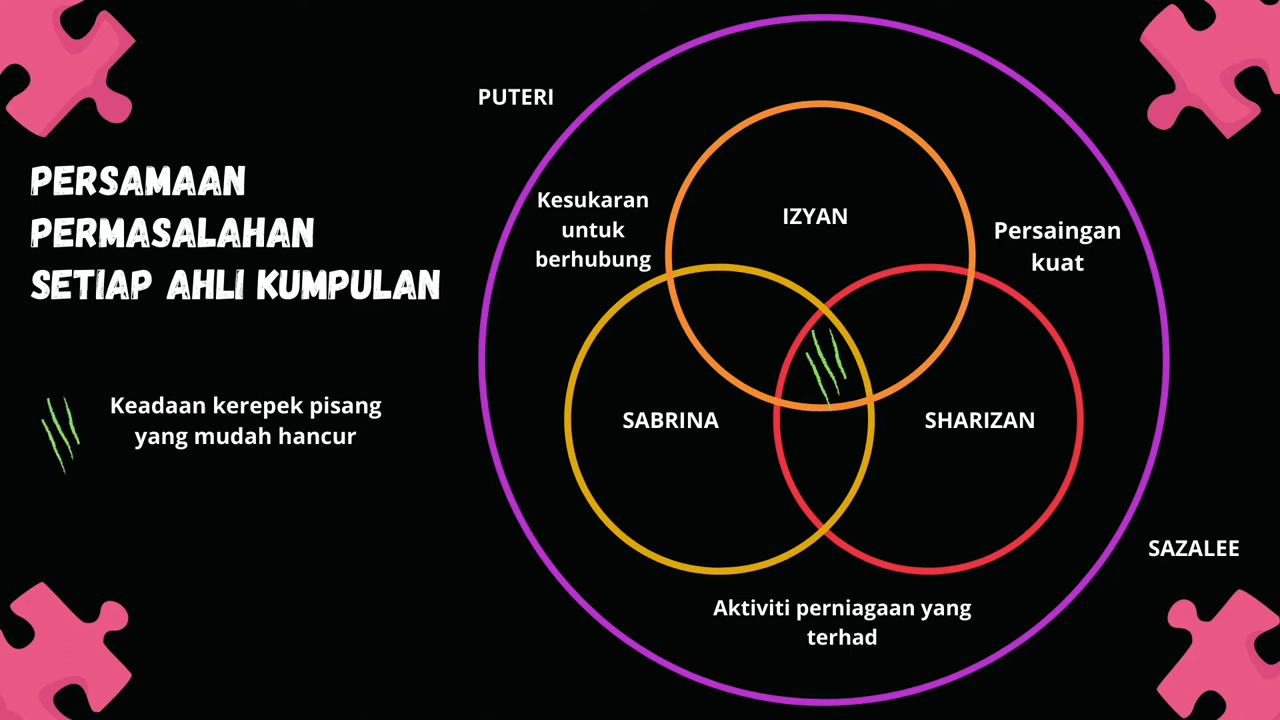 PERSAMAAN
PERMASALAHAN
SETIAP AHLI KUMPULAN
Keadaan kerepek pisang
yang mudah hancur
PUTERI
Kesukaran
untuk
berhubung
IZYAN
Persaingan
kuat
SABRINA
SHARIZAN
SAZALEE
Aktiviti perniagaan yang
terhad